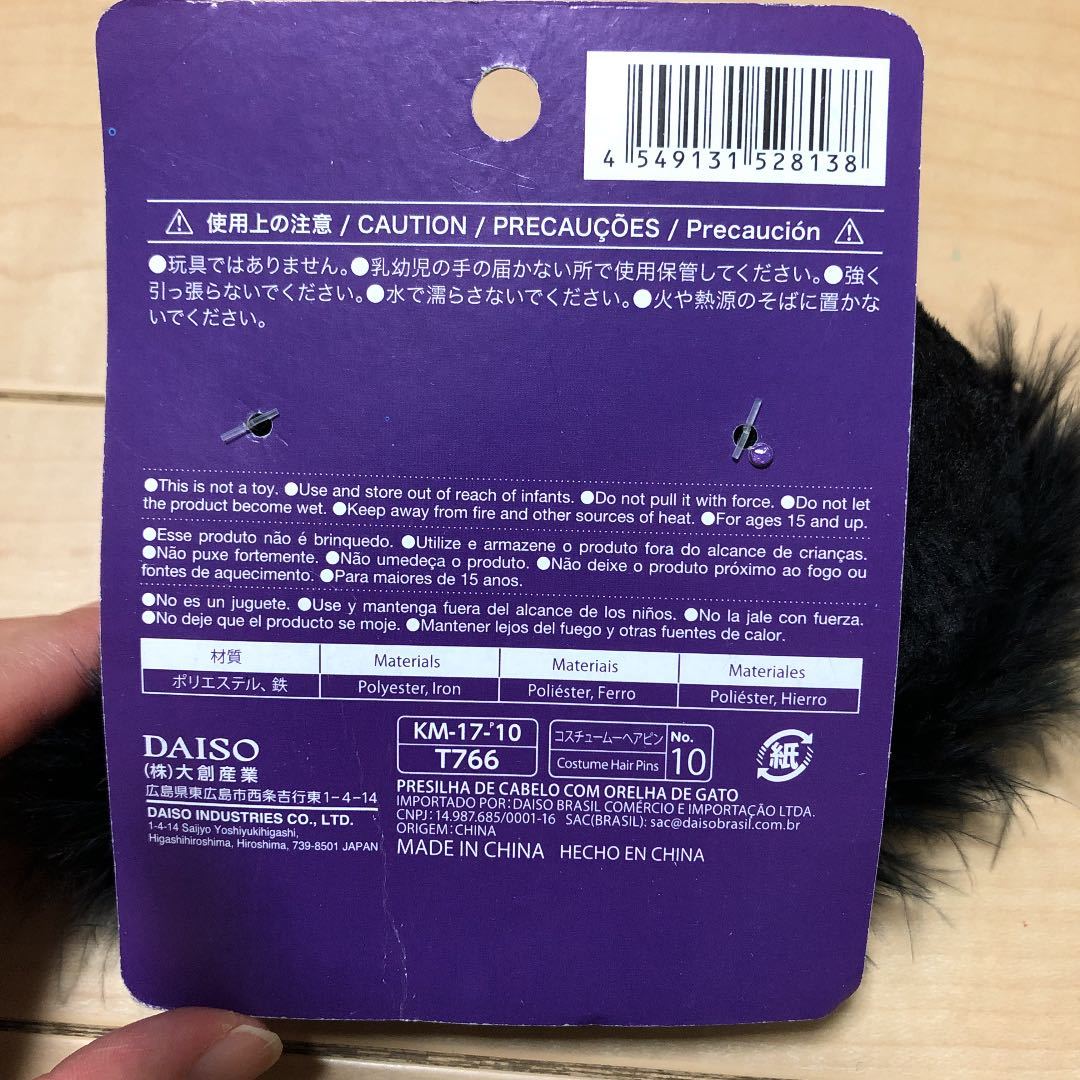 4 549131 528138
使用上の注意 / CAUTION / PRECAUÇÕES / Precaución
●玩具ではありません。●乳幼児の手の届かない所で使用保管してください。●強く
引っ張らないでください。●水で濡らさないでください。●火や熱源のそばに置かな
いでください。
●This is not a toy. ●Use and store out of reach of infants. ●Do not pull it with force. ●Do not let
the product become wet. ●Keep away from fire and other sources of heat. ●For ages 15 and up.
●Esse produto não é brinquedo. ●Utilize e armazene o produto fora do alcance de crianças.
●Não puxe fortemente. ●Não umedeça o produto. ●Não deixe o produto próximo ao fogo ou
fontes de aquecimento. ●Para maiores de 15 anos.
●No es un juguete. ●Use y mantenga fuera del alcance de los niños. ●No la jale con fuerza.
●No deje que el producto se moje. ●Mantener lejos del fuego y otras fuentes de calor.
材質 Materials Materiais Materiales
ポリエステル、鉄 Polyester, Iron Poliéster, Ferro Poliéster, Hierro
DAISO
(株)大創産業
広島県東広島市西条吉行東1-4-14
DAISO INDUSTRIES CO., LTD.
1-4-14 Saijyo Yoshiyukihigashi,
Higashihiroshima, Hiroshima, 739-8501 JAPAN
KM-17-'10
T766
コスチュームーヘアピン
Costume Hair Pins
No.
10
紙
PRESILHA DE CABELO COM ORELHA DE GATO
IMPORTADO POR: DAISO BRASIL COMÉRCIO E IMPORTAÇÃO LTDA.
CNPJ: 14.987.685/0001-16 SAC(BRASIL): sac@daisobrasil.com.br
ORIGEM: CHINA
MADE IN CHINA HECHO EN CHINA